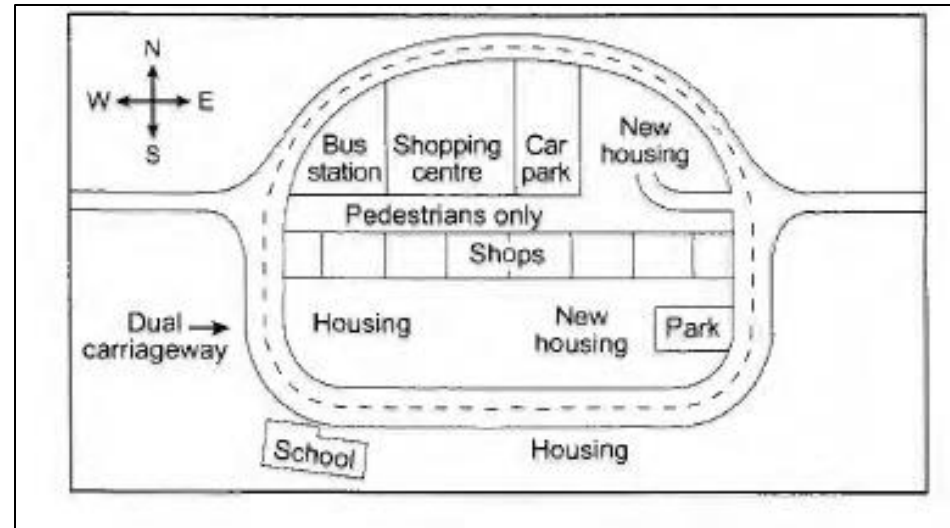 N
W E
S
Bus
station
Shopping
centre
Car
park
New
housing
Pedestrians only
Shops
Dual
carriageway
Housing
New
housing
Park
School
Housing